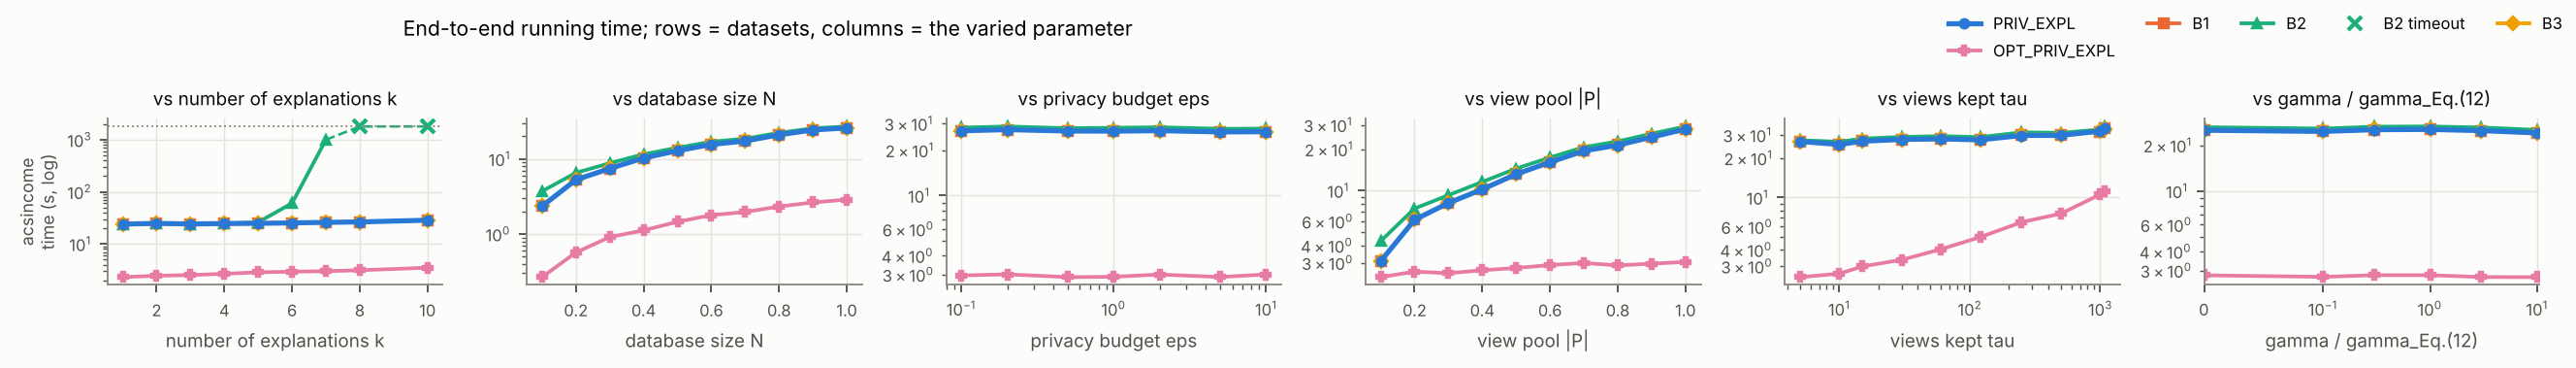 End-to-end running time; rows = datasets, columns = the varied parameter
PRIV_EXPL B1 B2 B2 timeout B3
OPT_PRIV_EXPL
vs number of explanations k
acsincome
time (s, log)
10³
10²
10¹
2 4 6 8 10
number of explanations k
vs database size N
10¹
10⁰
0.2 0.4 0.6 0.8 1.0
database size N
vs privacy budget eps
3 × 10¹
2 × 10¹
10¹
6 × 10⁰
4 × 10⁰
3 × 10⁰
10⁻¹ 10⁰ 10¹
privacy budget eps
vs view pool |P|
3 × 10¹
2 × 10¹
10¹
6 × 10⁰
4 × 10⁰
3 × 10⁰
0.2 0.4 0.6 0.8 1.0
view pool |P|
vs views kept tau
3 × 10¹
2 × 10¹
10¹
6 × 10⁰
4 × 10⁰
3 × 10⁰
10¹ 10² 10³
views kept tau
vs gamma / gamma_Eq.(12)
2 × 10¹
10¹
6 × 10⁰
4 × 10⁰
3 × 10⁰
0 10⁻¹ 10⁰ 10¹
gamma / gamma_Eq.(12)